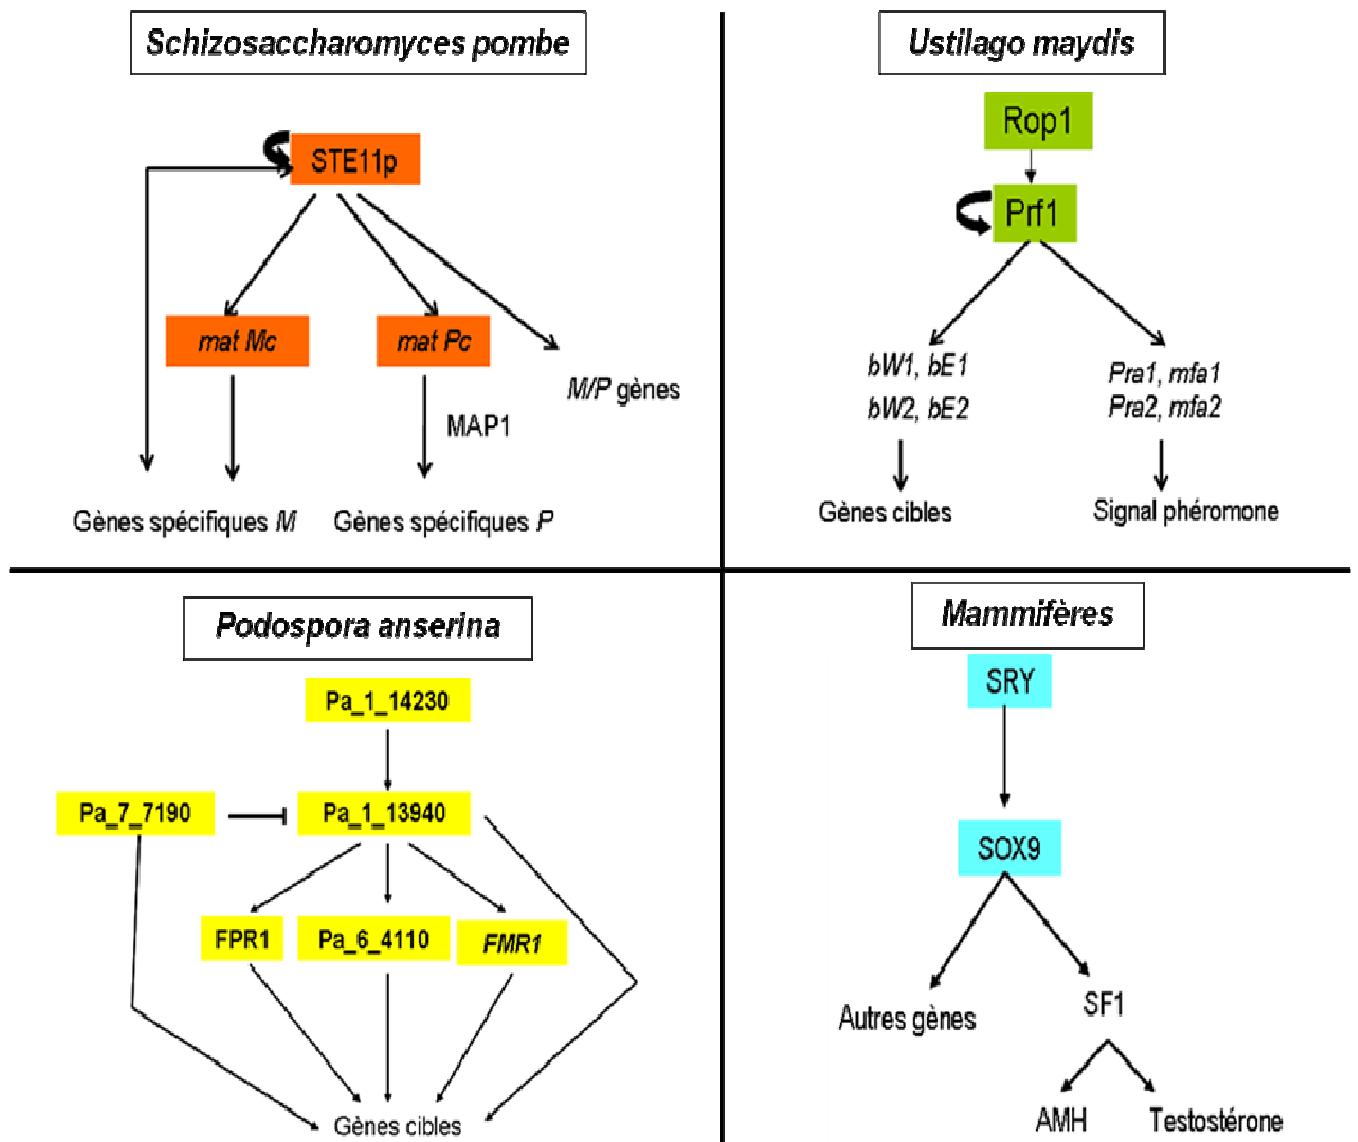 Schizosaccharomyces pombe
STE11p
mat Mc
mat Pc
M/P gènes
MAP1
Gènes spécifiques M
Gènes spécifiques P
Ustilago maydis
Rop1
Prf1
bW1, bE1
bW2, bE2
Pra1, mfa1
Pra2, mfa2
Gènes cibles
Signal phéromone
Podospora anserina
Pa_1_14230
Pa_7_7190
Pa_1_13940
FPR1
Pa_6_4110
FMR1
Gènes cibles
Mammifères
SRY
SOX9
Autres gènes
SF1
AMH
Testostérone